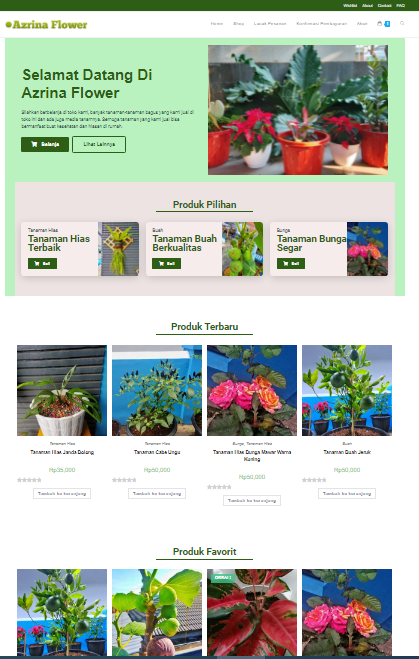 Wishlist About Contact FAQ
Azrina Flower
Home Shop Lacak Pesanan Konfirmasi Pembayaran Akun
Selamat Datang Di
Azrina Flower
Silahkan berbelanja di toko kami, banyak tanaman-tanaman bagus yang kami jual di
toko ini dan ada juga media tanamnya. Semoga tanaman yang kami jual bisa
bermanfaat buat kesehatan dan hiasan di rumah.
Belanja
Lihat Lainnya
Produk Pilihan
Tanaman Hias
Tanaman Hias
Terbaik
Beli
Buah
Tanaman Buah
Berkualitas
Beli
Bunga
Tanaman Bunga
Segar
Beli
Produk Terbaru
Tanaman Hias
Tanaman Hias Janda Bolong
Rp35,000
Tambah ke keranjang
Tanaman Hias
Tanaman Cabe Ungu
Rp50,000
Tambah ke keranjang
Bunga, Tanaman Hias
Tanaman Hias Bunga Mawar Warna
Kuning
Rp50,000
Tambah ke keranjang
Buah
Tanaman Buah Jeruk
Rp50,000
Tambah ke keranjang
Produk Favorit